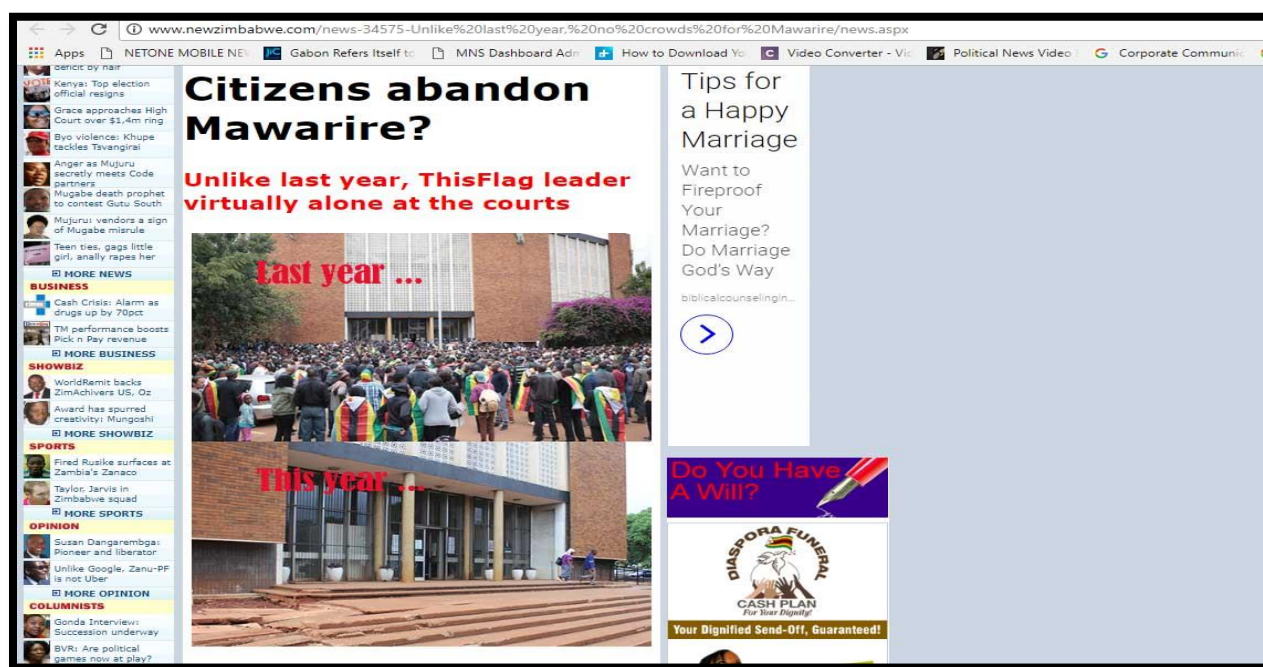 www.newzimbabwe.com/news-34575-Unlike%20last%20year,%20no%20crowds%20for%20Mawarire/news.aspx
Apps NETONE MOBILE NE JIC Gabon Refers Itself to MNS Dashboard Adm How to Download Yo C Video Converter - Vi Political News Video G Corporate Communic
deficit by half
Kenya: Top election
official resigns
Grace approaches High
Court over $1,4m ring
Byo violence: Khupe
tackles Tsvangirai
Anger as Mujuru
secretly meets Code
partners
Mugabe death prophet
to contest Gutu South
Mujuru: vendors a sign
of Mugabe misrule
Teen ties, gags little
girl, anally rapes her
MORE NEWS
BUSINESS
Cash Crisis: Alarm as
drugs up by 70pct
TM performance boosts
Pick n Pay revenue
MORE BUSINESS
SHOWBIZ
WorldRemit backs
ZimAchivers US, Oz
Award has spurred
creativity: Mungoshi
MORE SHOWBIZ
SPORTS
Fired Rusike surfaces at
Zambia's Zanaco
Taylor, Jarvis in
Zimbabwe squad
MORE SPORTS
OPINION
Susan Dangarembga:
Pioneer and liberator
Unlike Google, Zanu-PF
is not Uber
MORE OPINION
COLUMNISTS
Gonda Interview:
Succession underway
BVR: Are political
games now at play?
Citizens abandon
Mawarire?
Unlike last year, ThisFlag leader
virtually alone at the courts
Last year ...
This year ...
Tips for
a Happy
Marriage
Want to
Fireproof
Your
Marriage?
Do Marriage
God's Way
biblicalcounselingin...
Do You Have
A Will?
DIASPORA FUNERAL
CASH PLAN
For Your Dignity!
Your Dignified Send-Off, Guaranteed!